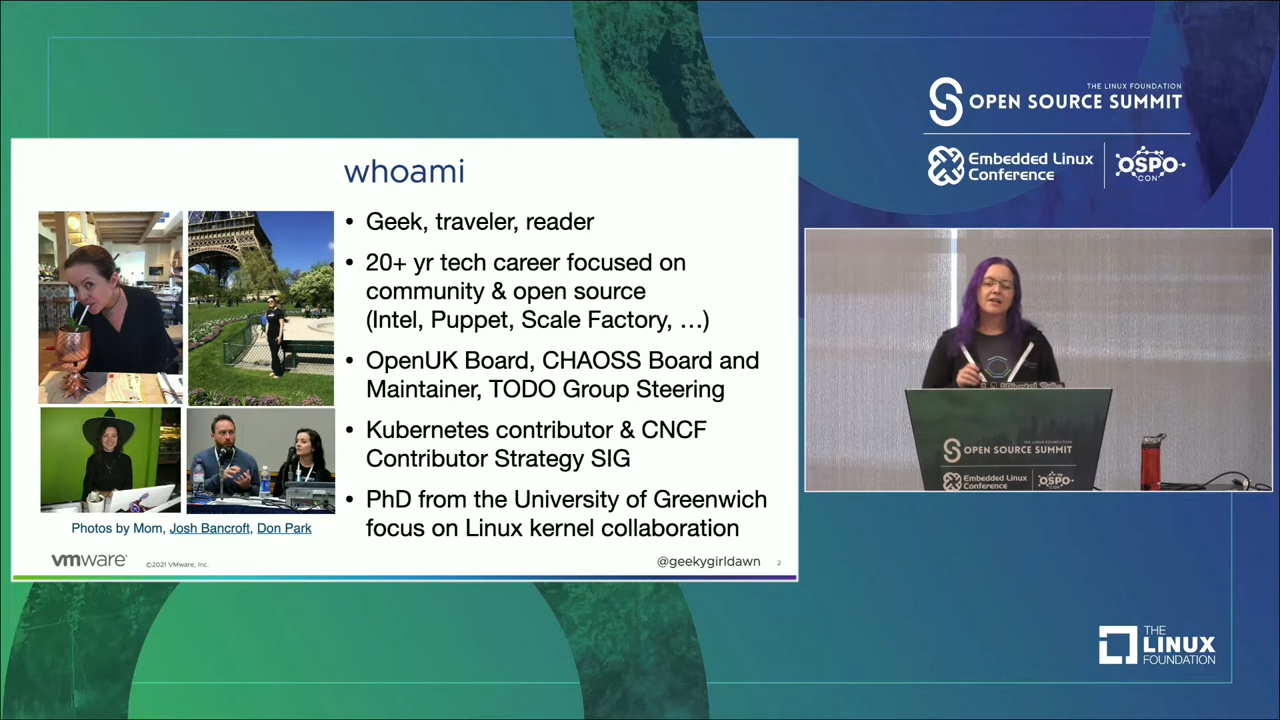 THE LINUX FOUNDATION
OPEN SOURCE SUMMIT
Embedded Linux
Conference
OSPO
CON
whoami
• Geek, traveler, reader
• 20+ yr tech career focused on
community & open source
(Intel, Puppet, Scale Factory, …)
• OpenUK Board, CHAOSS Board and
Maintainer, TODO Group Steering
• Kubernetes contributor & CNCF
Contributor Strategy SIG
• PhD from the University of Greenwich
focus on Linux kernel collaboration
Photos by Mom, Josh Bancroft, Don Park
vmware
©2021 VMware, Inc.
@geekygirldawn
2
THE LINUX FOUNDATION
OPEN SOURCE SUMMIT
Embedded Linux
Conference
OSPO
CON
THE
LINUX
FOUNDATION